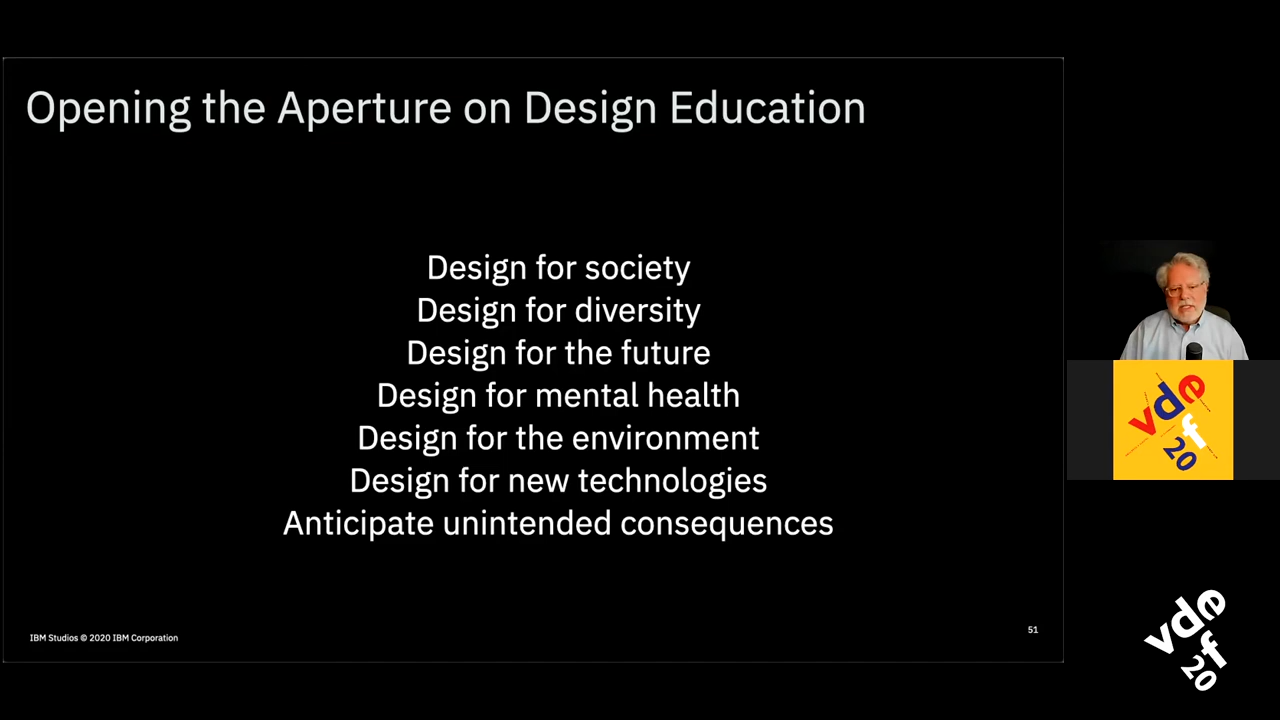 Opening the Aperture on Design Education
Design for society
Design for diversity
Design for the future
Design for mental health
Design for the environment
Design for new technologies
Anticipate unintended consequences
IBM Studios © 2020 IBM Corporation
51
vde
f
20
vde
f
20